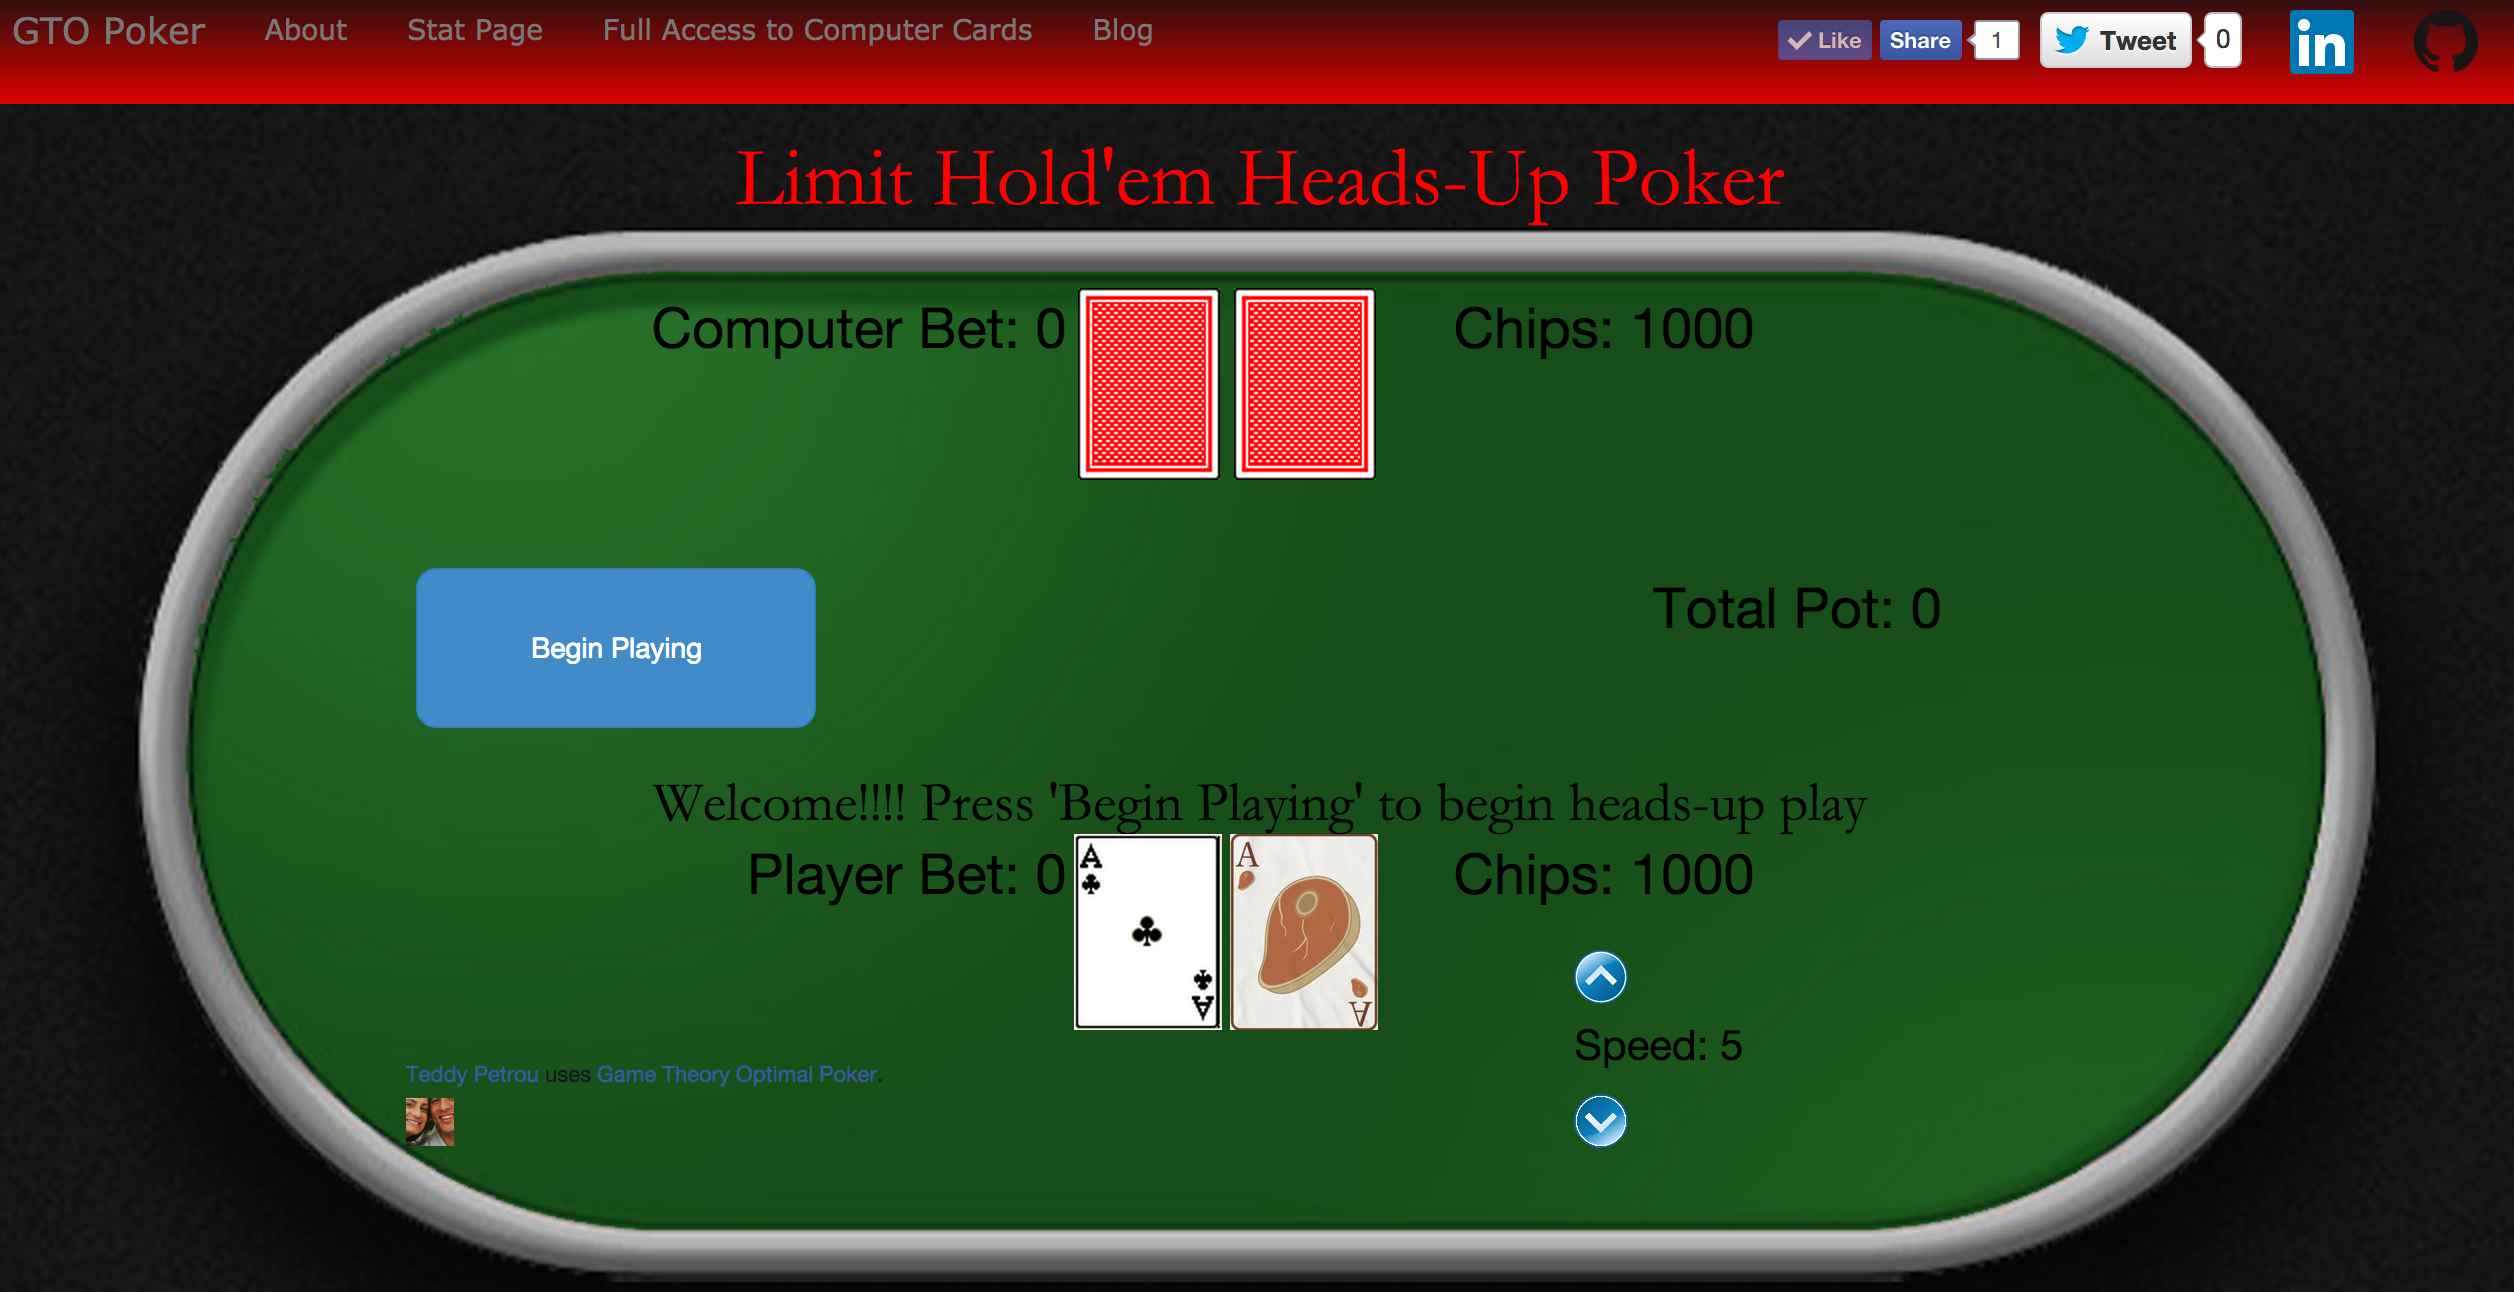 GTO Poker About Stat Page Full Access to Computer Cards Blog Like Share 1 Tweet 0 in
Limit Hold'em Heads-Up Poker
Computer Bet: 0 Chips: 1000
Begin Playing
Total Pot: 0
Welcome!!!! Press 'Begin Playing' to begin heads-up play
Player Bet: 0 Chips: 1000
A A
A A
Speed: 5
Teddy Petrou uses Game Theory Optimal Poker.